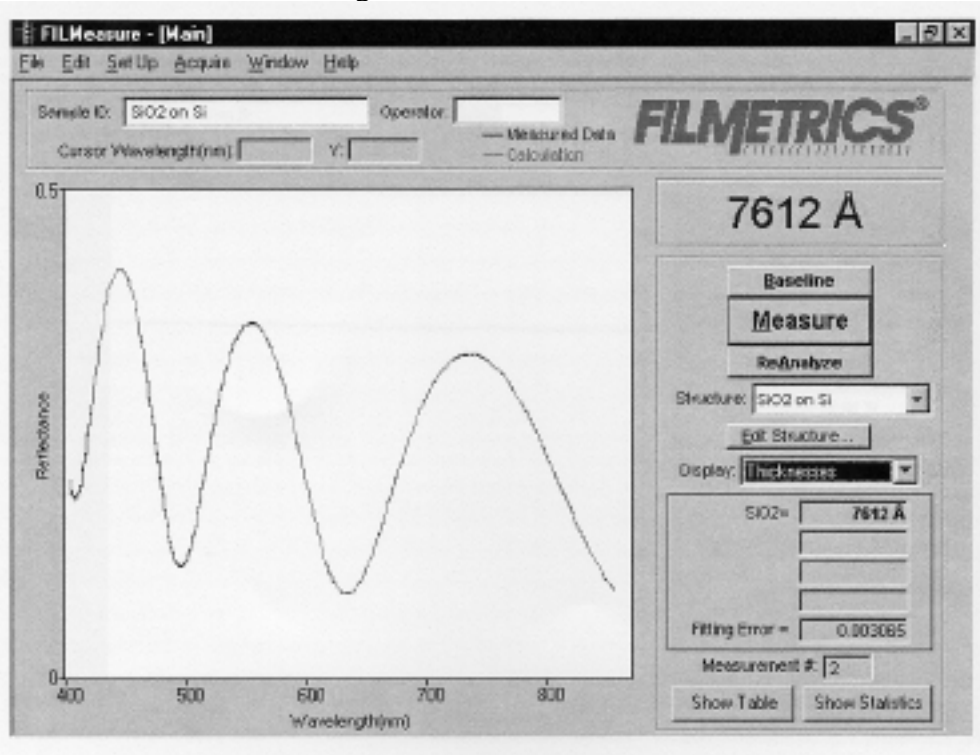 FILMeasure - [Main]
File Edit Set Up Acquire Window Help
Sample ID: SiO2 on Si Operator:
Cursor Wavelength(nm) Y:
Measured Data
Calculation
FILMETRICS®
7612 Å
Baseline
Measure
ReAnalyze
Structure: SiO2 on Si
Edit Structure...
Display: Thicknesses
SiO2= 7612 Å
Fitting Error = 0.003065
Measurement #: 2
Show Table Show Statistics
0.5
Reflectance
0
400 500 600 700 800
Wavelength(nm)